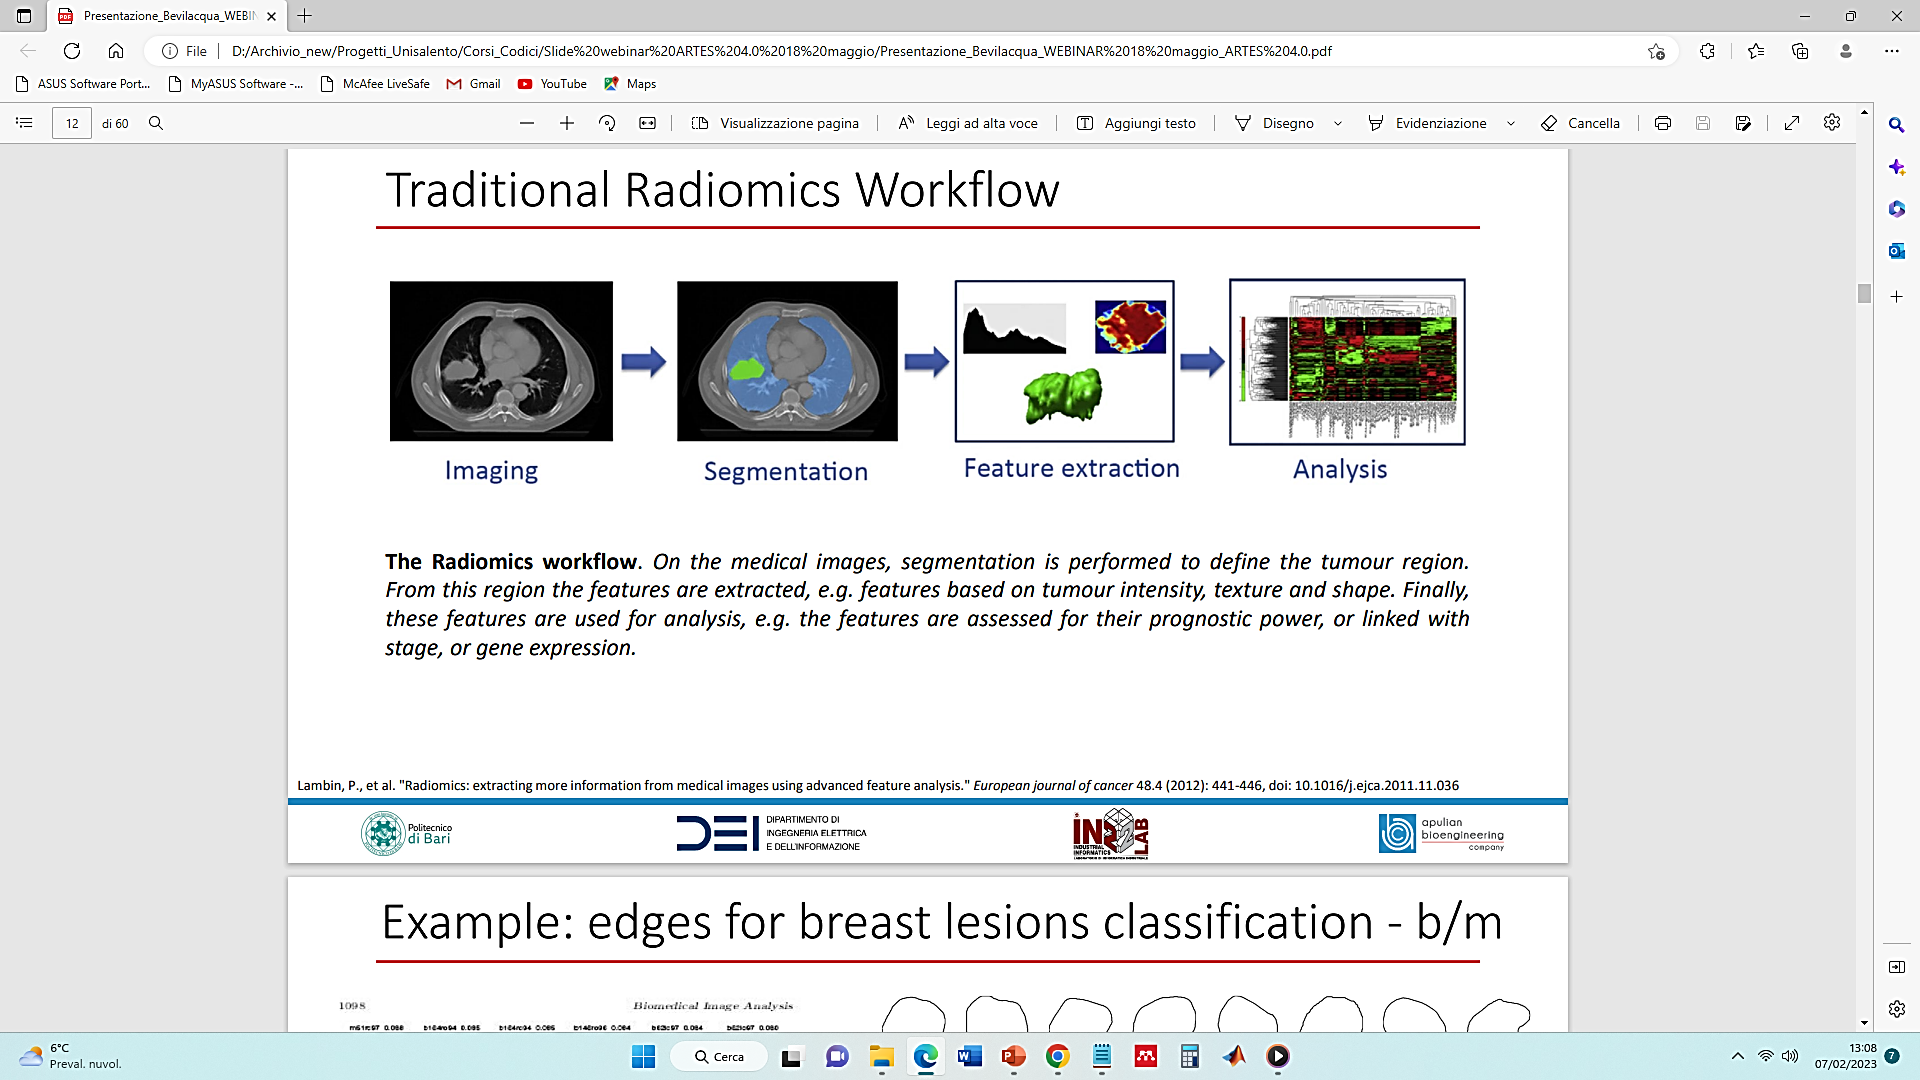 Presentazione_Bevilacqua_WEBIN
File
D:/Archivio_new/Progetti_Unisalento/Corsi_Codici/Slide%20webinar%20ARTES%204.0%2018%20maggio/Presentazione_Bevilacqua_WEBINAR%2018%20maggio_ARTES%204.0.pdf
ASUS Software Port...
MyASUS Software -...
McAfee LiveSafe
Gmail
YouTube
Maps
12 di 60
Visualizzazione pagina
Leggi ad alta voce
Aggiungi testo
Disegno
Evidenziazione
Cancella
Traditional Radiomics Workflow
Imaging
Segmentation
Feature extraction
Analysis
The Radiomics workflow. On the medical images, segmentation is performed to define the tumour region.
From this region the features are extracted, e.g. features based on tumour intensity, texture and shape. Finally,
these features are used for analysis, e.g. the features are assessed for their prognostic power, or linked with
stage, or gene expression.
Lambin, P., et al. "Radiomics: extracting more information from medical images using advanced feature analysis." European journal of cancer 48.4 (2012): 441-446, doi: 10.1016/j.ejca.2011.11.036
Politecnico
di Bari
DEI
DIPARTIMENTO DI
INGEGNERIA ELETTRICA
E DELL'INFORMAZIONE
INDUSTRIAL
INFORMATICS
LAB
apulian
bioengineering
company
Example: edges for breast lesions classification - b/m
1098
Biomedical Image Analysis
6°C
Preval. nuvol.
Cerca
13:08
07/02/2023
7